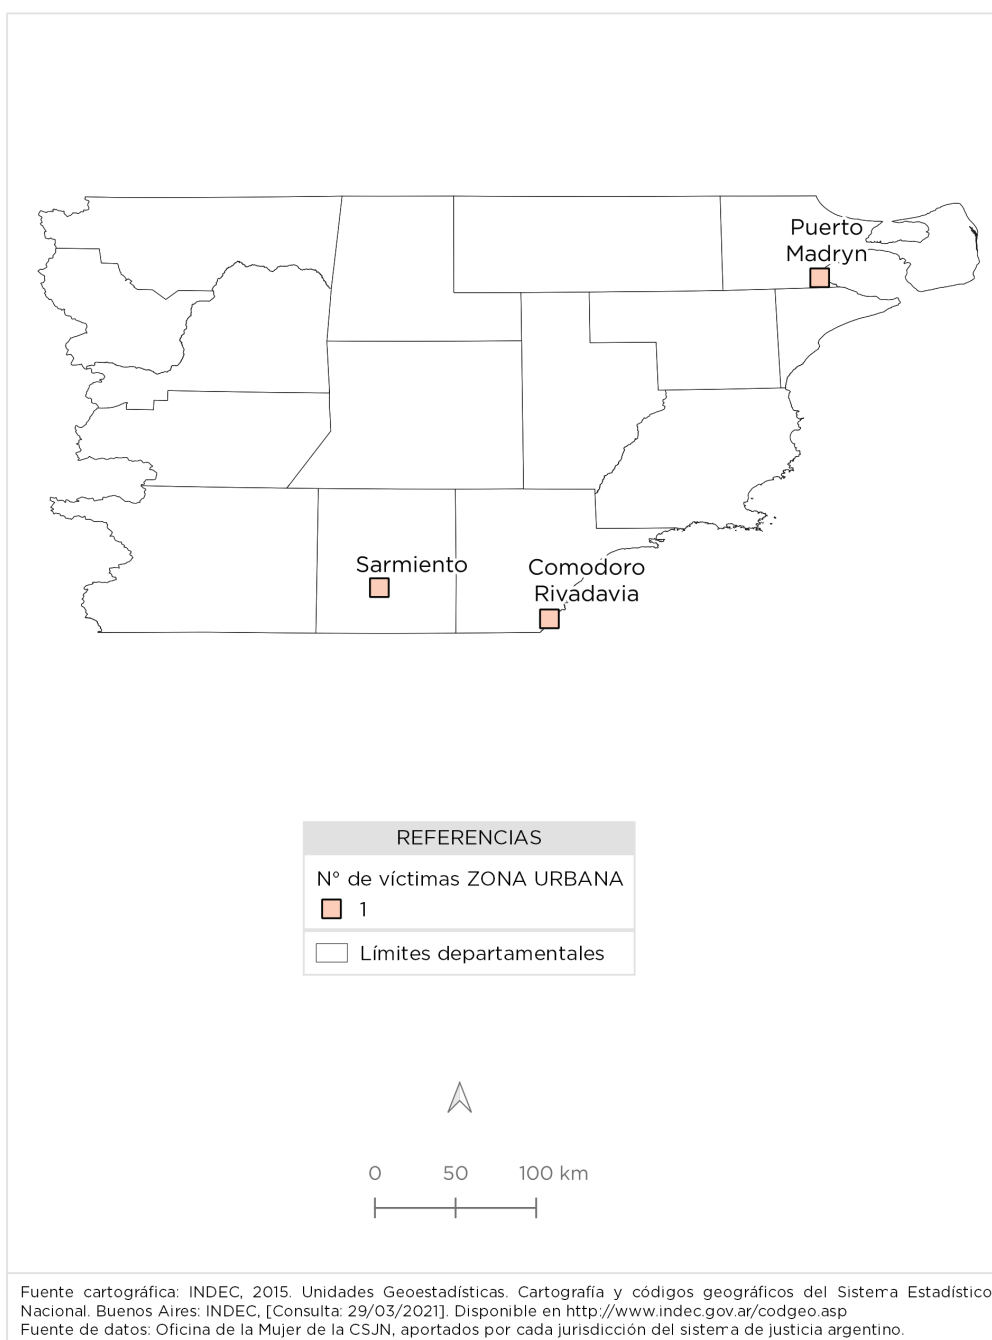 Puerto
Madryn
Sarmiento
Comodoro
Rivadavia
REFERENCIAS
N° de víctimas ZONA URBANA
1
Límites departamentales
0 50 100 km
Fuente cartográfica: INDEC, 2015. Unidades Geoestadísticas. Cartografía y códigos geográficos del Sistema Estadístico
Nacional. Buenos Aires: INDEC, [Consulta: 29/03/2021]. Disponible en http://www.indec.gov.ar/codgeo.asp
Fuente de datos: Oficina de la Mujer de la CSJN, aportados por cada jurisdicción del sistema de justicia argentino.